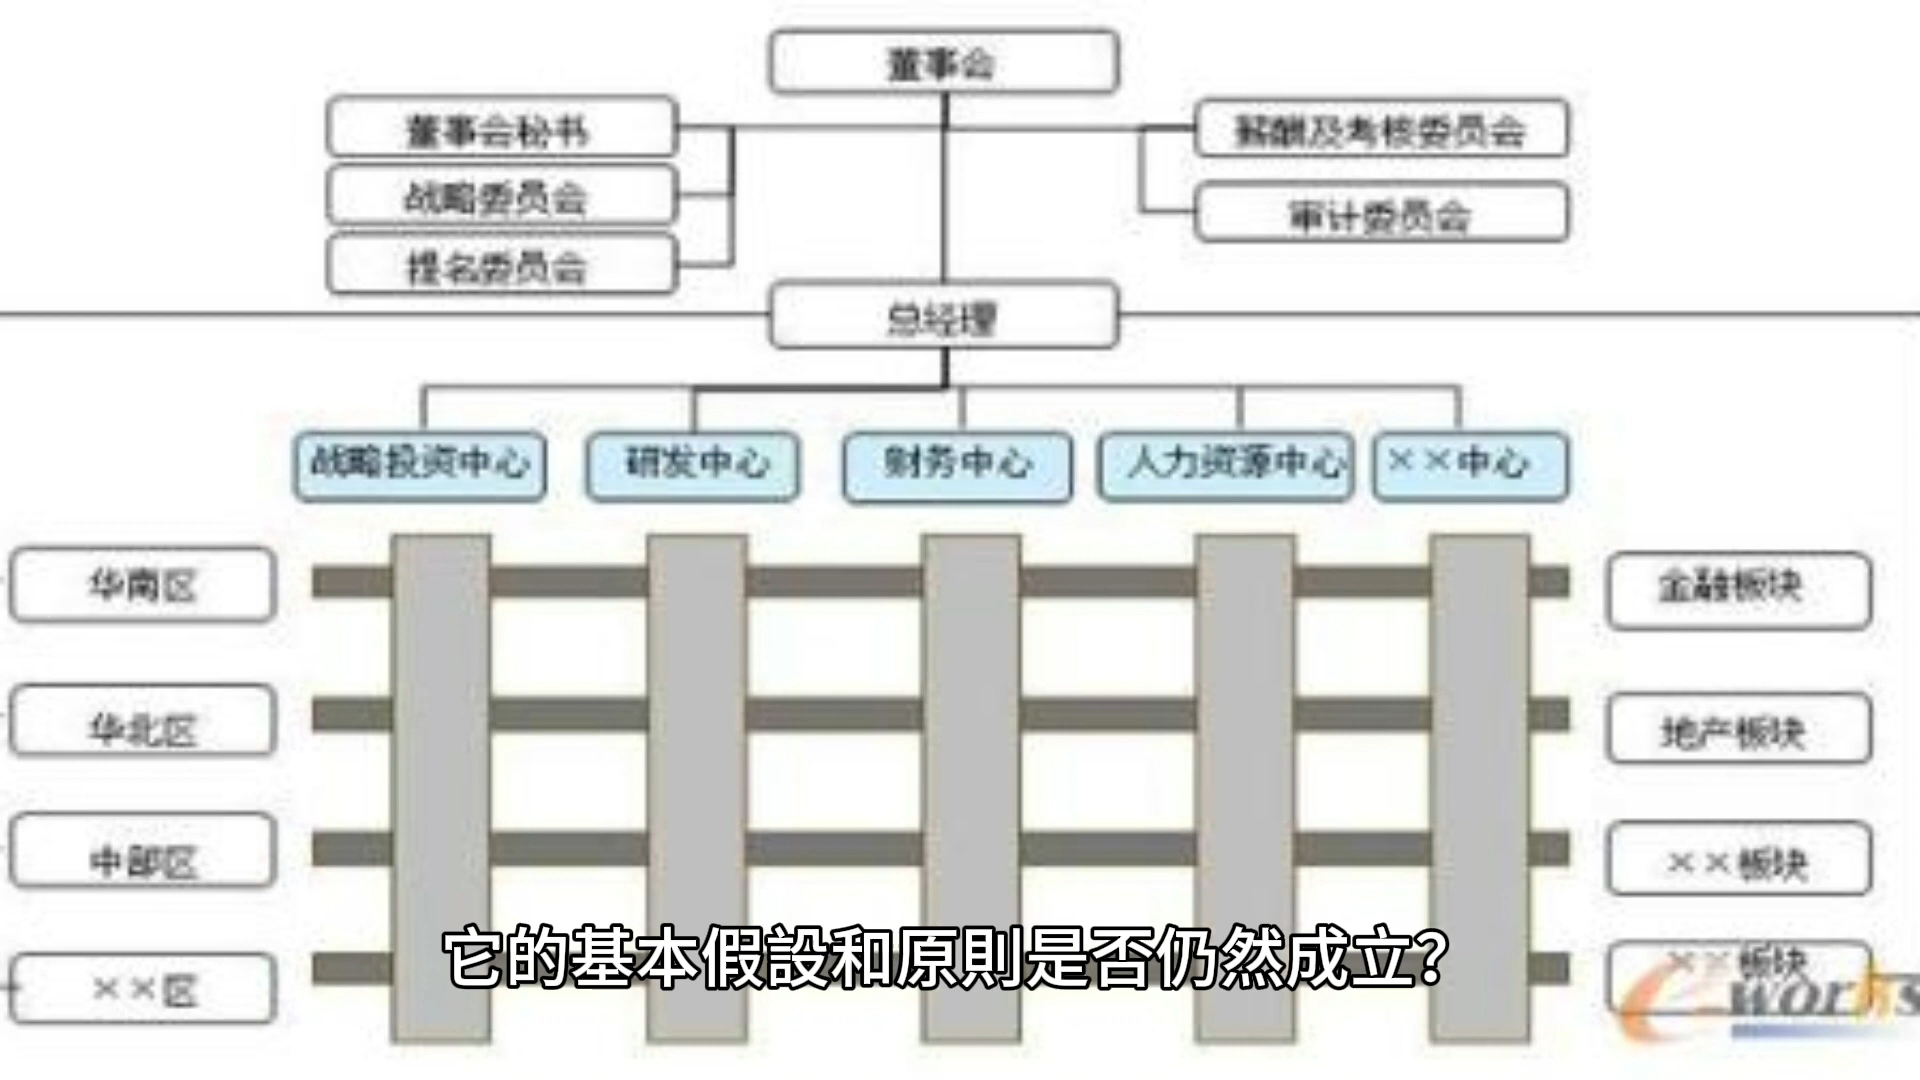 董事会
董事会秘书
薪酬及考核委员会
战略委员会
审计委员会
提名委员会
总经理
战略投资中心
研发中心
财务中心
人力资源中心
××中心
华南区
金融板块
华北区
地产板块
中部区
××板块
××区
××板块
它的基本假設和原則是否仍然成立？
e-works